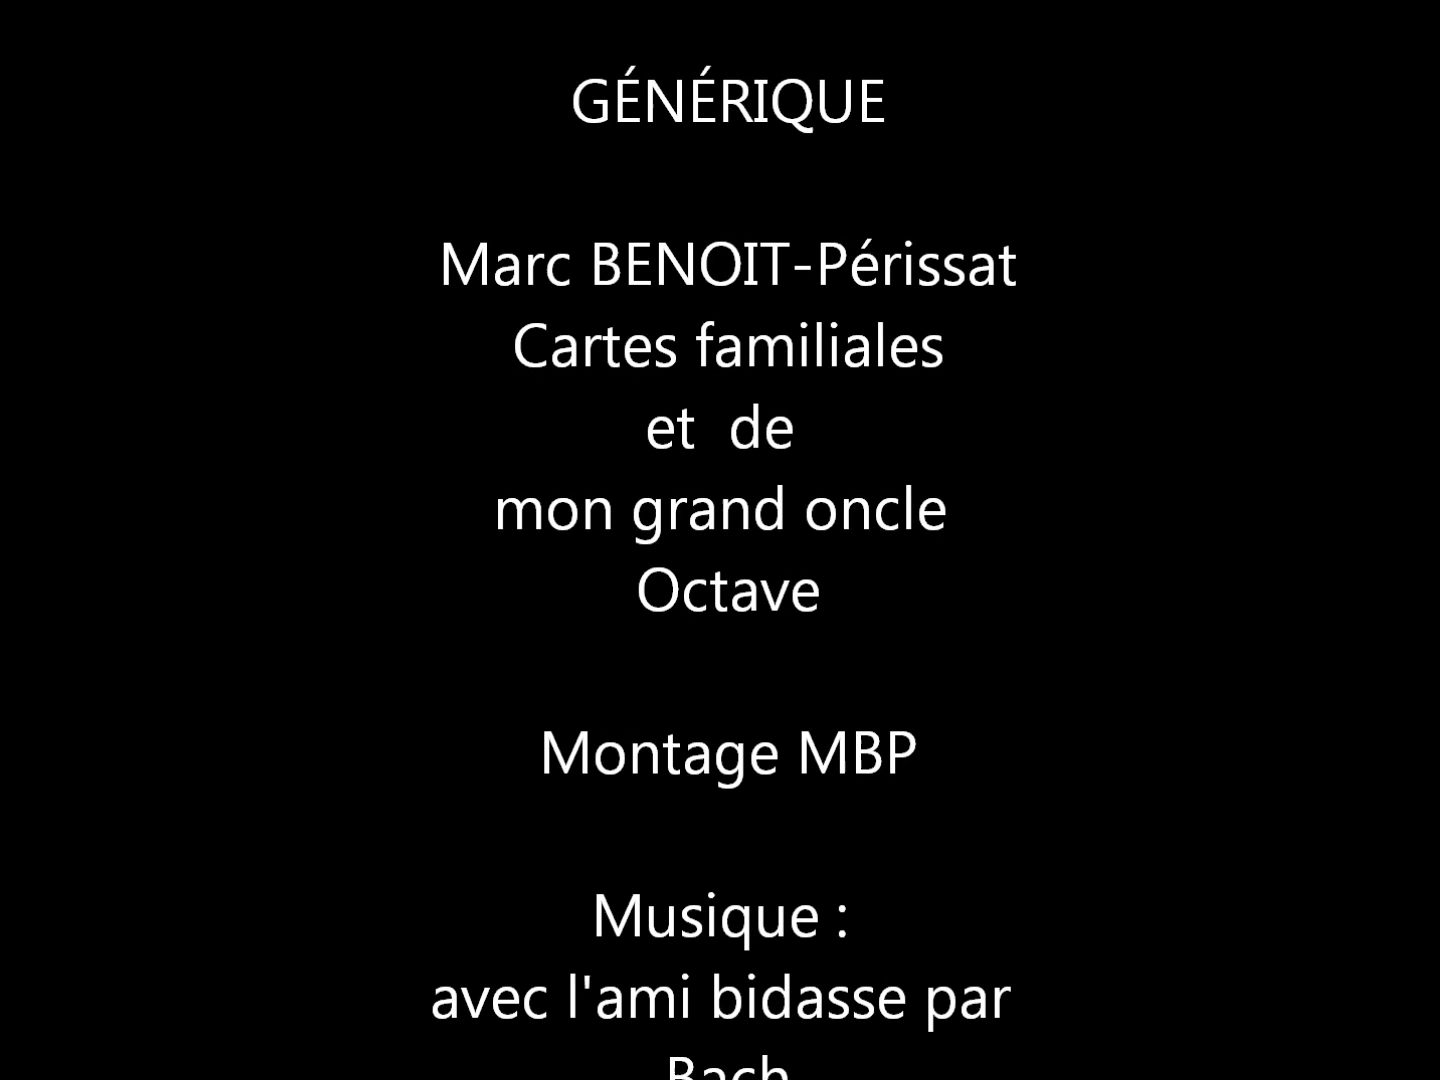 GÉNÉRIQUE
Marc BENOIT-Périssat
Cartes familiales
et  de
mon grand oncle
Octave
Montage MBP
Musique :
avec l'ami bidasse par
Bach